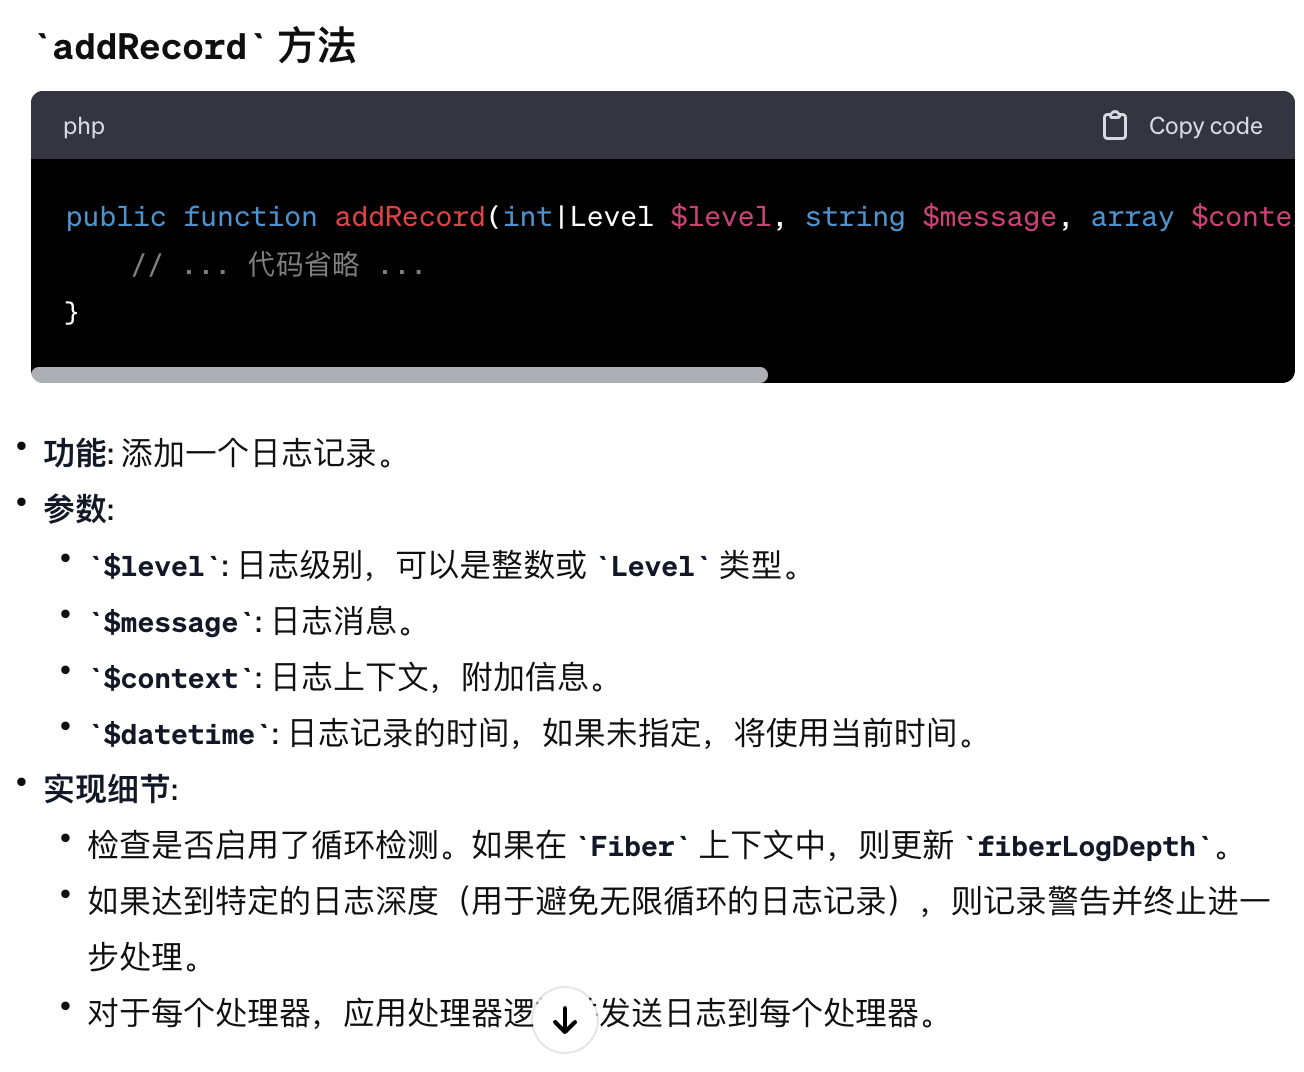 `addRecord` 方法
php
Copy code
public function addRecord(int|Level $level, string $message, array $conte
// ... 代码省略 ...
}
• 功能: 添加一个日志记录。
• 参数:
• `$level`: 日志级别，可以是整数或 `Level` 类型。
• `$message`: 日志消息。
• `$context`: 日志上下文，附加信息。
• `$datetime`: 日志记录的时间，如果未指定，将使用当前时间。
• 实现细节:
• 检查是否启用了循环检测。如果在 `Fiber` 上下文中，则更新 `fiberLogDepth`。
• 如果达到特定的日志深度（用于避免无限循环的日志记录），则记录警告并终止进一
步处理。
• 对于每个处理器，应用处理器逻 发送日志到每个处理器。